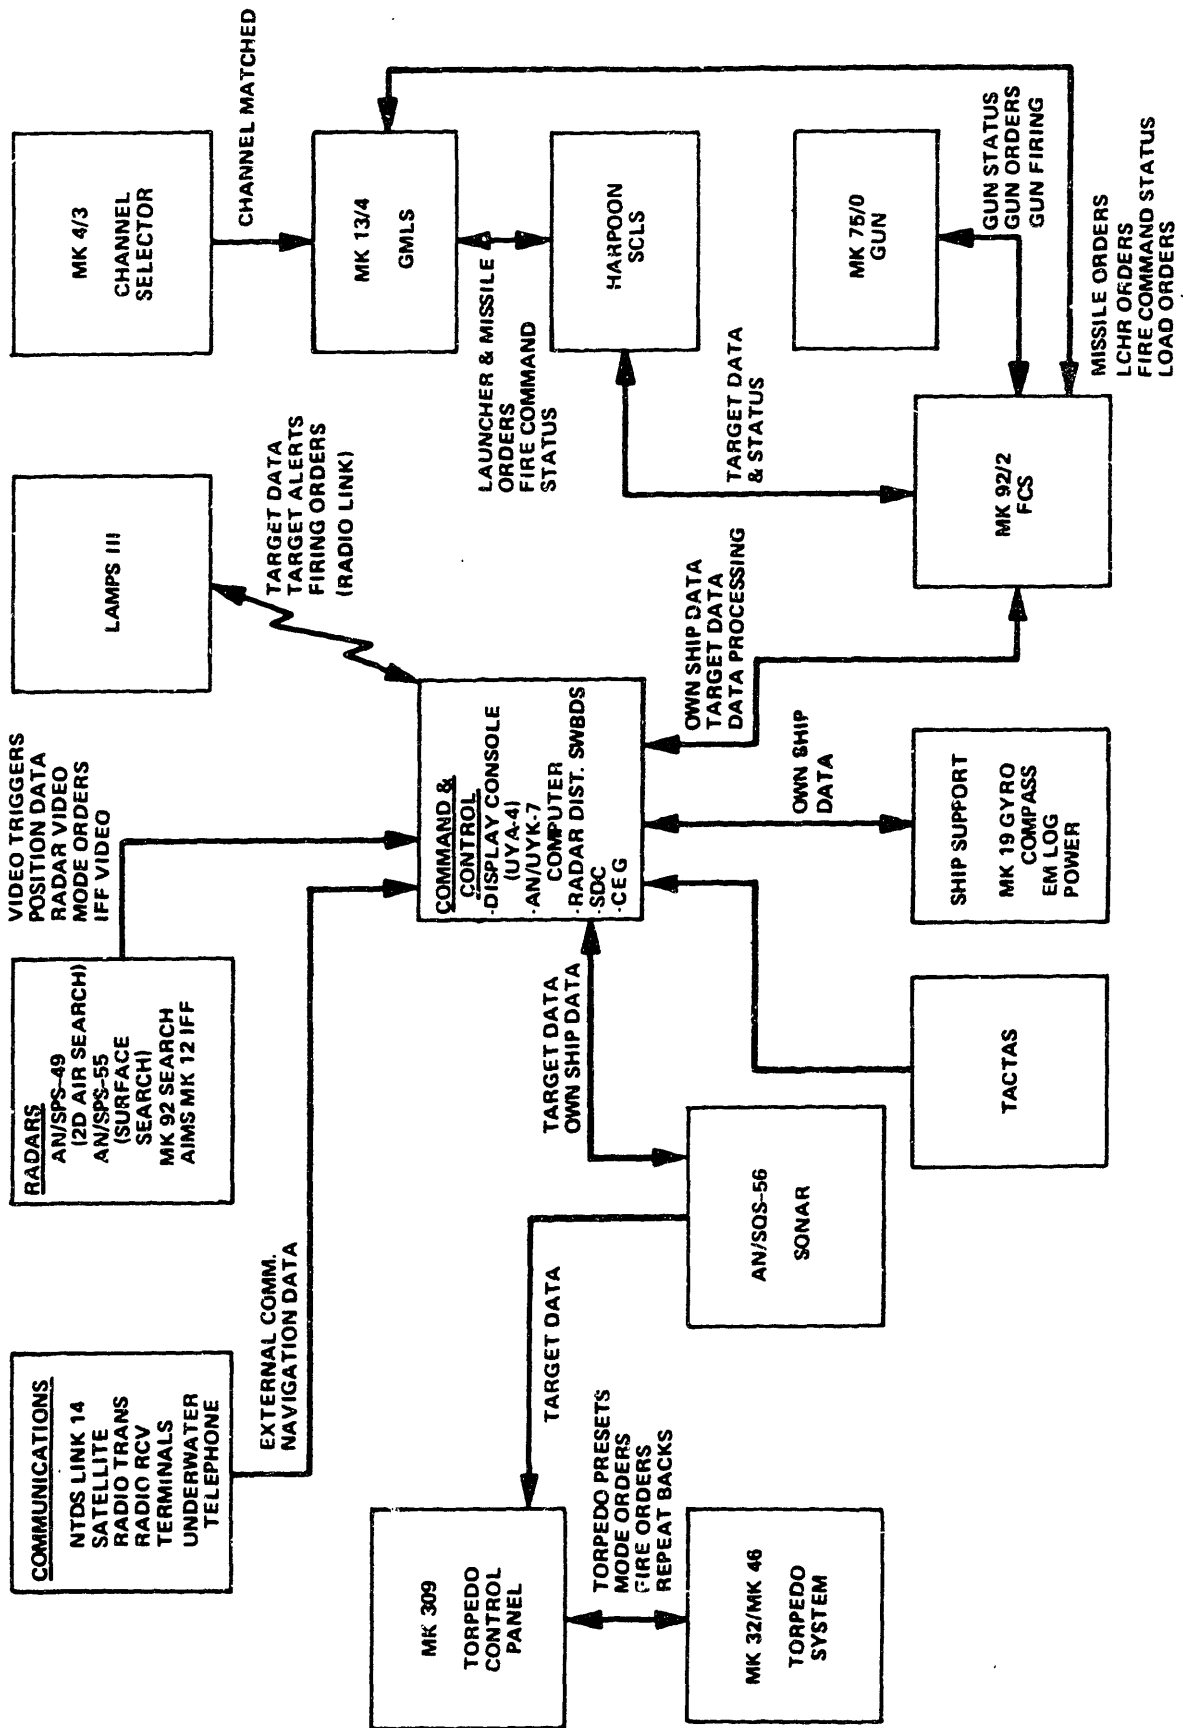 COMMUNICATIONS
NTDS LINK 14
SATELLITE
RADIO TRANS
RADIO RCV
TERMINALS
UNDERWATER
TELEPHONE
EXTERNAL COMM.
NAVIGATION DATA
RADARS
AN/SPS-49
(2D AIR SEARCH)
AN/SPS-55
(SURFACE
SEARCH)
MK 92 SEARCH
AIMS MK 12 IFF
VIDEO TRIGGERS
POSITION DATA
RADAR VIDEO
MODE ORDERS
IFF VIDEO
LAMPS III
TARGET DATA
TARGET ALERTS
FIRING ORDERS
(RADIO LINK)
MK 4/3
CHANNEL
SELECTOR
CHANNEL MATCHED
MK 13/4
GMLS
LAUNCHER & MISSILE
ORDERS
FIRE COMMAND
STATUS
HARPOON
SCLS
TARGET DATA
& STATUS
MK 75/0
GUN
GUN STATUS
GUN ORDERS
GUN FIRING
MISSILE ORDERS
LCHR ORDERS
FIRE COMMAND STATUS
LOAD ORDERS
MK 92/2
FCS
COMMAND &
CONTROL
-DISPLAY CONSOLE
(UYA-4)
-AN/UYK-7
COMPUTER
-RADAR DIST. SWBDS
-SDC
-CEG
OWN SHIP DATA
TARGET DATA
DATA PROCESSING
OWN SHIP
DATA
SHIP SUPPORT
MK 19 GYRO
COMPASS
EM LOG
POWER
TACTAS
TARGET DATA
OWN SHIP DATA
AN/SQS-56
SONAR
TARGET DATA
MK 309
TORPEDO
CONTROL
PANEL
TORPEDO PRESETS
MODE ORDERS
FIRE ORDERS
REPEAT BACKS
MK 32/MK 46
TORPEDO
SYSTEM